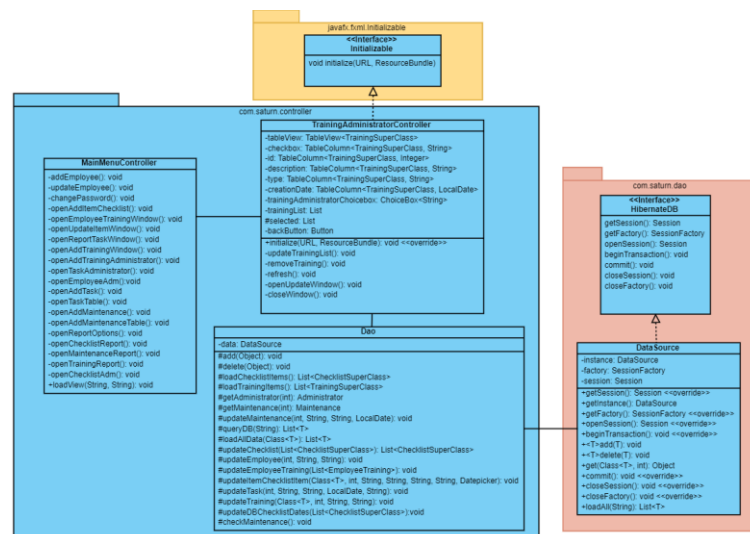 javafx.fxml.Initializable
<<Interface>>
Initializable
void initialize(URL, ResourceBundle)
com.saturn.controller
TrainingAdministratorController
-tableView: TableView<TrainingSuperClass>
-checkbox: TableColumn<TrainingSuperClass, String>
-id: TableColumn<TrainingSuperClass, Integer>
-description: TableColumn<TrainingSuperClass, String>
-type: TableColumn<TrainingSuperClass, String>
-creationDate: TableColumn<TrainingSuperClass, LocalDate>
-trainingAdministratorChoicebox: ChoiceBox<String>
-trainingList: List
#selected: List
-backButton: Button
+initialize(URL, ResourceBundle): void <<override>>
-updateTrainingList(): void
-removeTraining(): void
-refresh(): void
-openUpdateWindow(): void
-closeWindow(): void
MainMenuController
-addEmployee(): void
-updateEmployee(): void
-changePassword(): void
-openAddItemChecklist(): void
-openEmployeeTrainingWindow(): void
-openUpdateItemWindow(): void
-openReportTaskWindow(): void
-openAddTrainingWindow(): void
-openAddTrainingAdministrator(): void
-openTaskAdministrator(): void
-openEmployeeAdm(): void
-openAddTask(): void
-openTaskTable(): void
-openAddMaintenance(): void
-openAddMaintenanceTable(): void
-openReportOptions(): void
-openChecklistReport(): void
-openMaintenanceReport(): void
-openTrainingReport(): void
-openChecklistAdm(): void
+loadView(String, String): void
Dao
-data: DataSource
#add(Object): void
#delete(Object): void
#loadChecklistItems(): List<ChecklistSuperClass>
#loadTrainingItems(): List<TrainingSuperClass>
#getAdministrator(int): Administrator
#getMaintenance(int): Maintenance
#updateMaintenance(int, String, String, LocalDate): void
#queryDB(String): List<T>
#loadAllData(Class<T>): List<T>
#updateChecklist(List<ChecklistSuperClass>): List<ChecklistSuperClass>
#updateEmployee(int, String, String): void
#updateEmployeeTraining(List<EmployeeTraining>): void
#updateItemChecklistItem(Class<T>, int, String, String, String, String, Datepicker): void
#updateTask(int, String, String, LocalDate, String): void
#updateTraining(Class<T>, int, String, String): void
#updateDBChecklistDates(List<ChecklistSuperClass>):void
#checkMaintenance(): void
com.saturn.dao
<<Interface>>
HibernateDB
getSession(): Session
getFactory(): SessionFactory
openSession(): Session
beginTransaction(): void
commit(): void
closeSession(): void
closeFactory(): void
DataSource
-instance: DataSource
-factory: SessionFactory
-session: Session
+getSession(): Session <<override>>
+getInstance(): DataSource
+getFactory(): SessionFactory <<override>>
+openSession(): Session <<override>>
+beginTransaction(): void <<override>>
+<T>add(T): void
+<T>delete(T): void
+get(Class<T>, int): Object
+commit(): void <<override>>
+closeSession(): void <<override>>
+closeFactory(): void <<override>>
+loadAll(String): List<T>